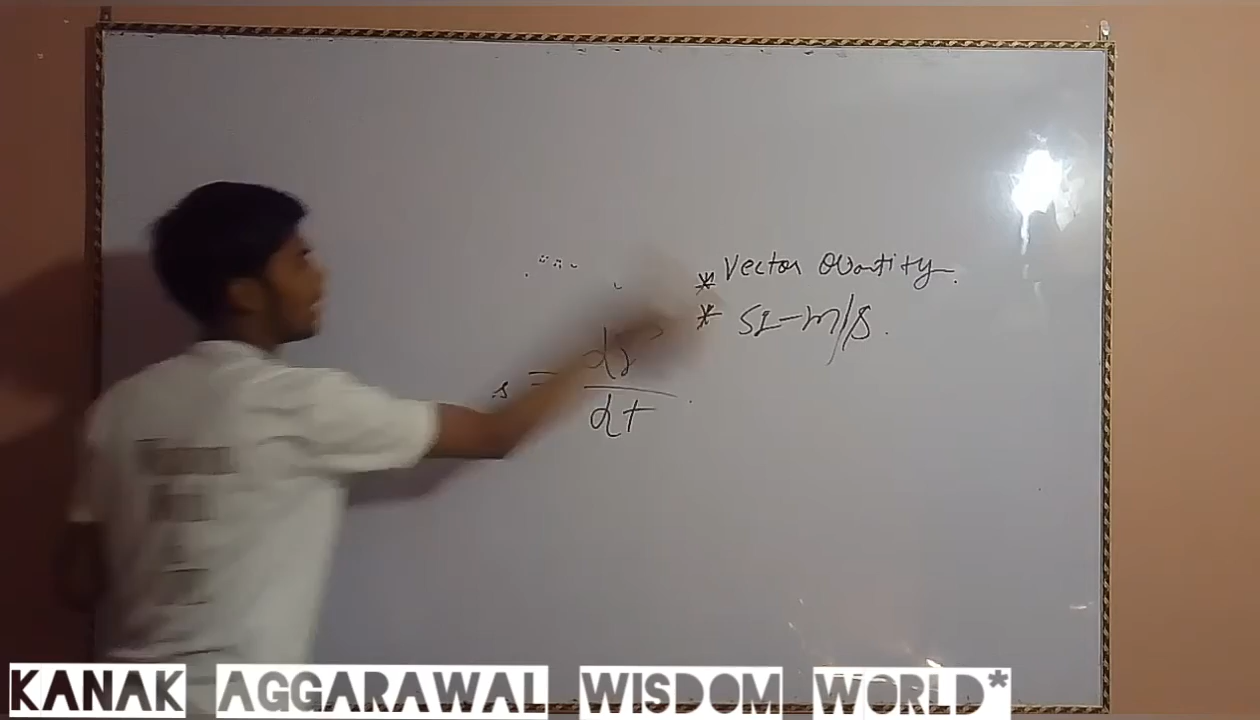 * Vector Quantity.
* SI-m/s.
s =
dt
KANAK AGGARAWAL WISDOM WORLD*